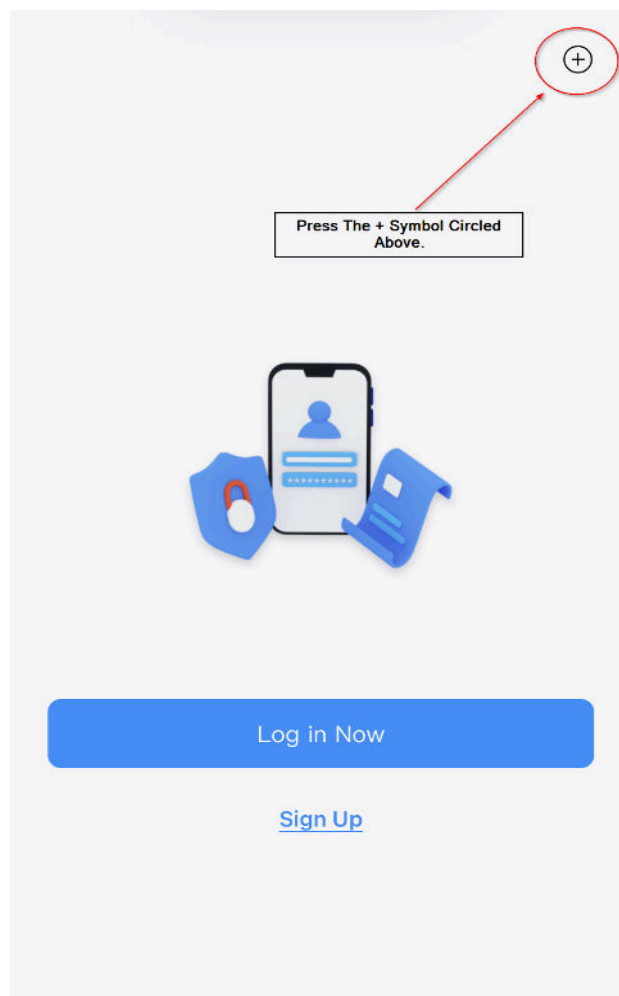 Press The + Symbol Circled
Above.
**********
Log in Now
Sign Up